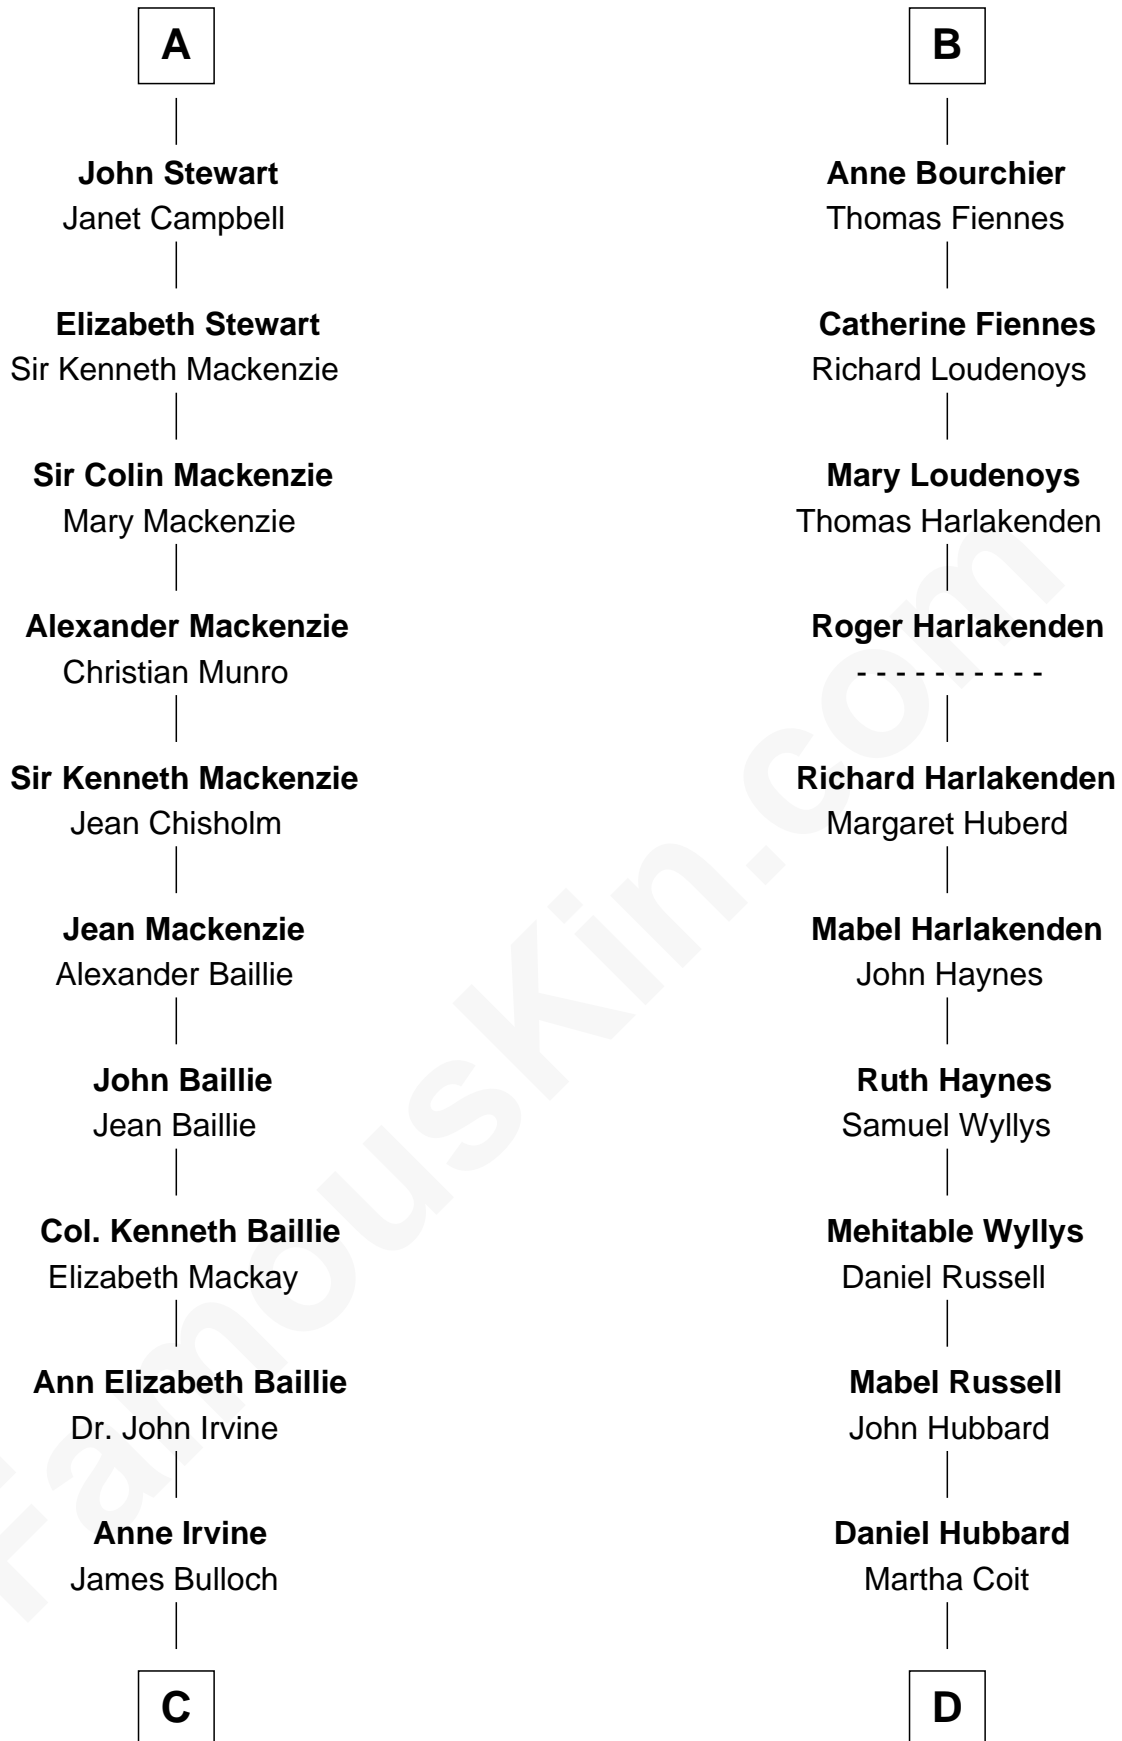 A
John Stewart
Janet Campbell
Elizabeth Stewart
Sir Kenneth Mackenzie
Sir Colin Mackenzie
Mary Mackenzie
Alexander Mackenzie
Christian Munro
Sir Kenneth Mackenzie
Jean Chisholm
Jean Mackenzie
Alexander Baillie
John Baillie
Jean Baillie
Col. Kenneth Baillie
Elizabeth Mackay
Ann Elizabeth Baillie
Dr. John Irvine
Anne Irvine
James Bulloch
C
B
Anne Bourchier
Thomas Fiennes
Catherine Fiennes
Richard Loudenoys
Mary Loudenoys
Thomas Harlakenden
Roger Harlakenden
- - - - - - - - - -
Richard Harlakenden
Margaret Huberd
Mabel Harlakenden
John Haynes
Ruth Haynes
Samuel Wyllys
Mehitable Wyllys
Daniel Russell
Mabel Russell
John Hubbard
Daniel Hubbard
Martha Coit
D
FamousKin.com